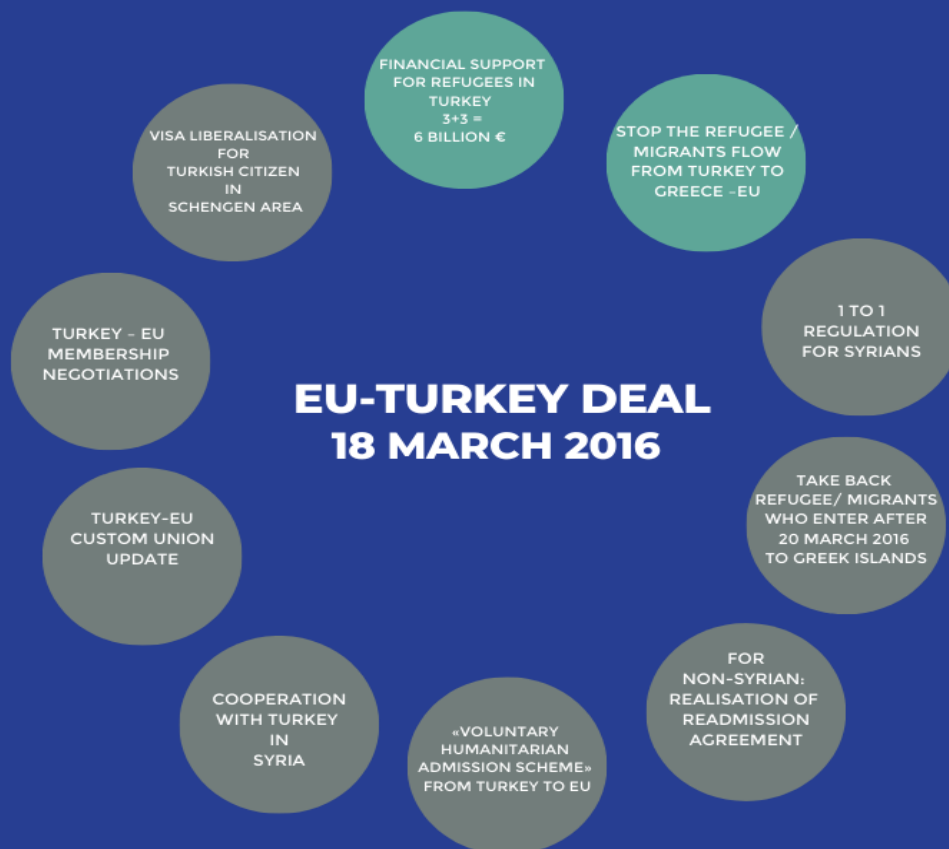 FINANCIAL SUPPORT
FOR REFUGEES IN
TURKEY
3+3 =
6 BILLION €
STOP THE REFUGEE /
MIGRANTS FLOW
FROM TURKEY TO
GREECE –EU
1 TO 1
REGULATION
FOR SYRIANS
TAKE BACK
REFUGEE/ MIGRANTS
WHO ENTER AFTER
20 MARCH 2016
TO GREEK ISLANDS
FOR
NON-SYRIAN:
REALISATION OF
READMISSION
AGREEMENT
«VOLUNTARY
HUMANITARIAN
ADMISSION SCHEME»
FROM TURKEY TO EU
COOPERATION
WITH TURKEY
IN
SYRIA
TURKEY-EU
CUSTOM UNION
UPDATE
TURKEY – EU
MEMBERSHIP
NEGOTIATIONS
VISA LIBERALISATION
FOR
TURKISH CITIZEN
IN
SCHENGEN AREA
EU-TURKEY DEAL
18 MARCH 2016